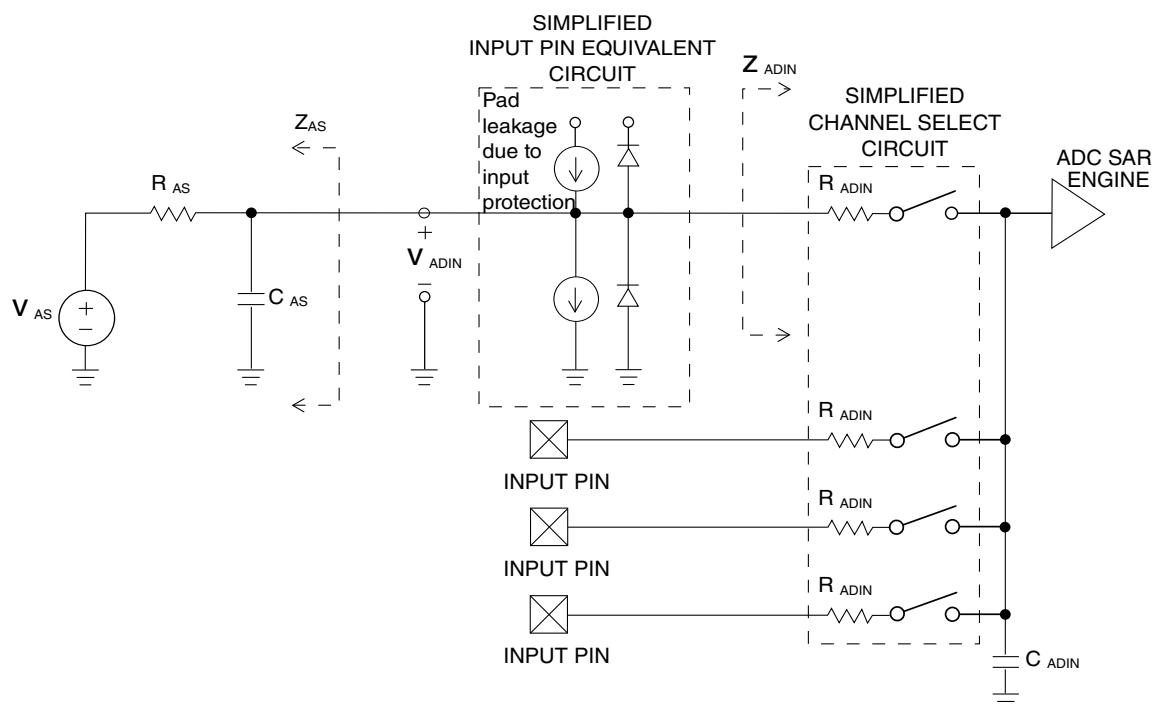 SIMPLIFIED
INPUT PIN EQUIVALENT
CIRCUIT
Pad
leakage
due to
input
protection
Z ADIN
SIMPLIFIED
CHANNEL SELECT
CIRCUIT
ADC SAR
ENGINE
ZAS
R AS
R ADIN
+
V ADIN
−
C AS
+
−
V AS
R ADIN
INPUT PIN
R ADIN
INPUT PIN
R ADIN
INPUT PIN
C ADIN